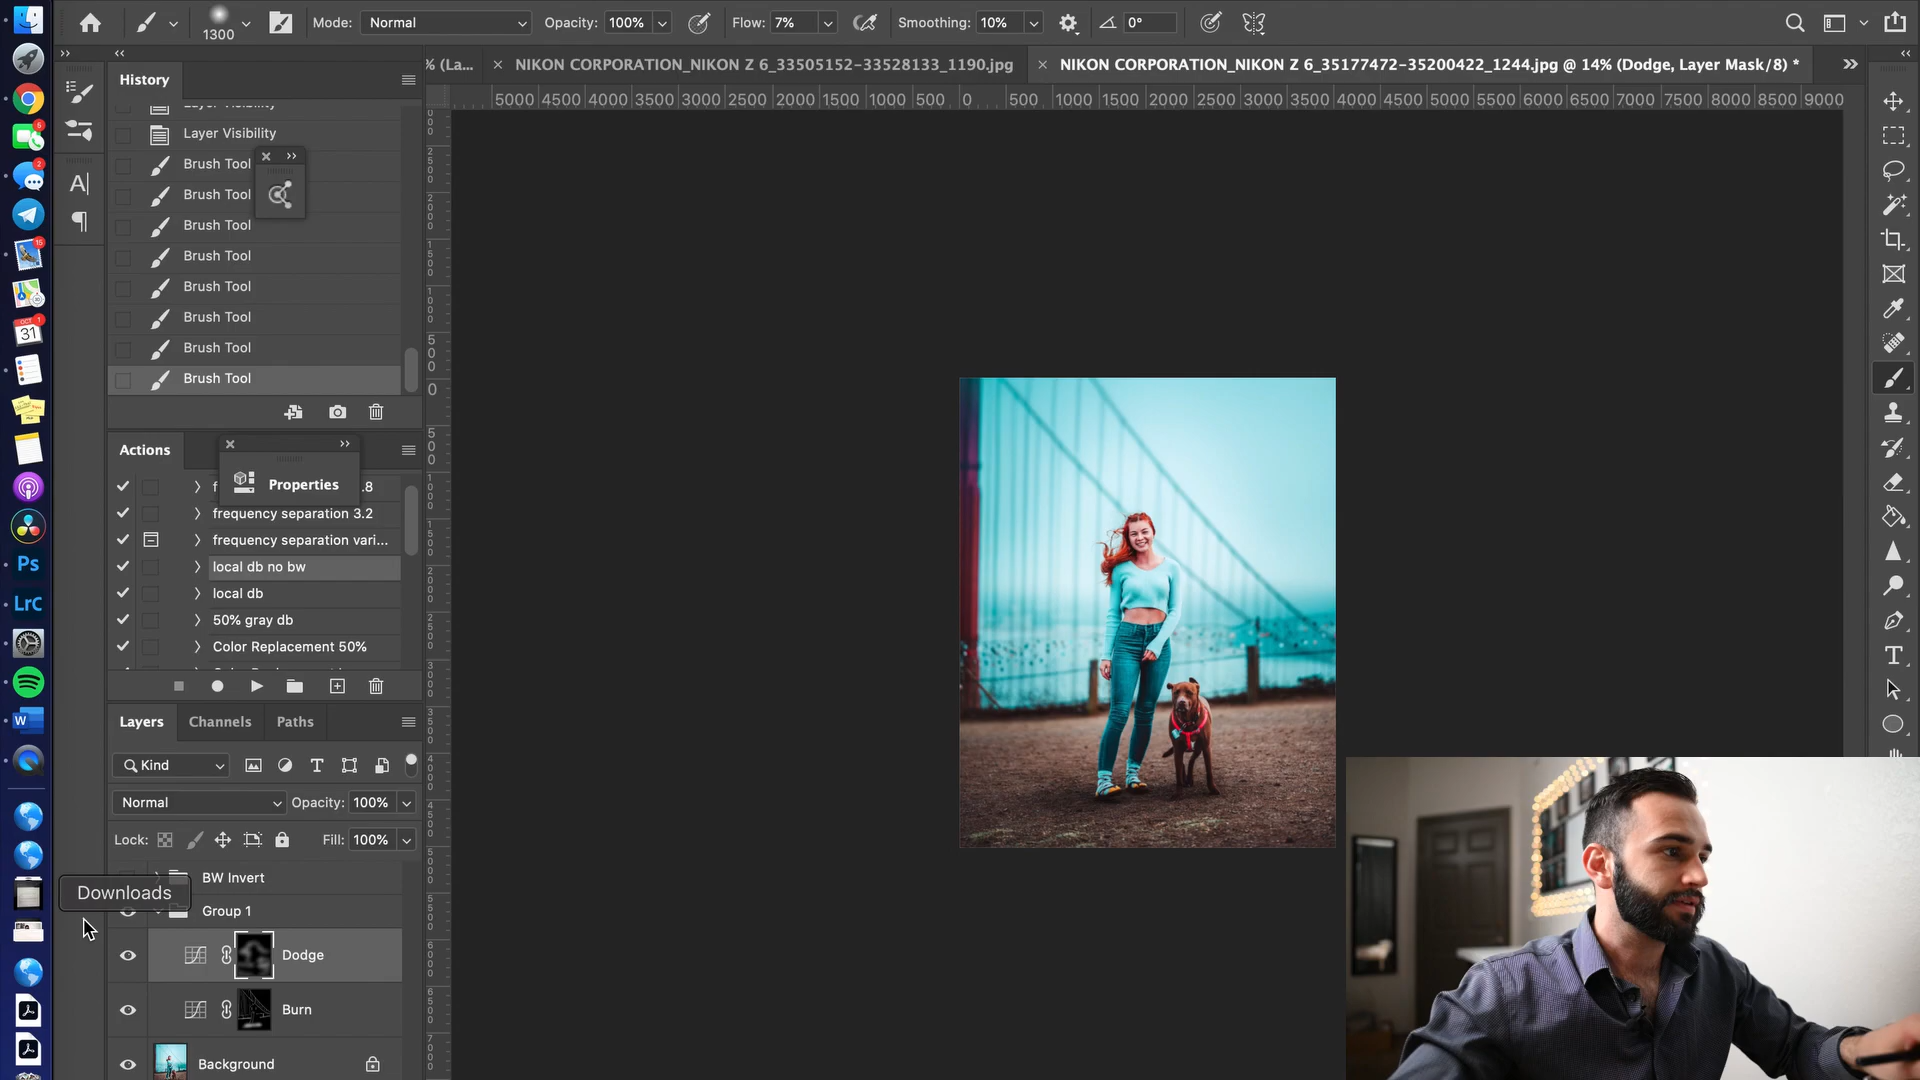 1300
Mode: Normal
Opacity: 100%
Flow: 7%
Smoothing: 10%
0°
% (La...
NIKON CORPORATION_NIKON Z 6_33505152-33528133_1190.jpg
NIKON CORPORATION_NIKON Z 6_35177472-35200422_1244.jpg @ 14% (Dodge, Layer Mask/8) *
5000 4500 4000 3500 3000 2500 2000 1500 1000 500 0 500 1000 1500 2000 2500 3000 3500 4000 4500 5000 5500 6000 6500 7000 7500 8000 8500 9000
History
Layer Visibility
Layer Visibility
Brush Tool
Brush Tool
Brush Tool
Brush Tool
Brush Tool
Brush Tool
Brush Tool
Brush Tool
Actions
Properties
f
.8
frequency separation 3.2
frequency separation vari...
local db no bw
local db
50% gray db
Color Replacement 50%
Layers
Channels
Paths
Kind
Normal
Opacity: 100%
Lock:
Fill: 100%
BW Invert
Downloads
Group 1
Dodge
Burn
Background
OCT
31
Ps
LrC
W